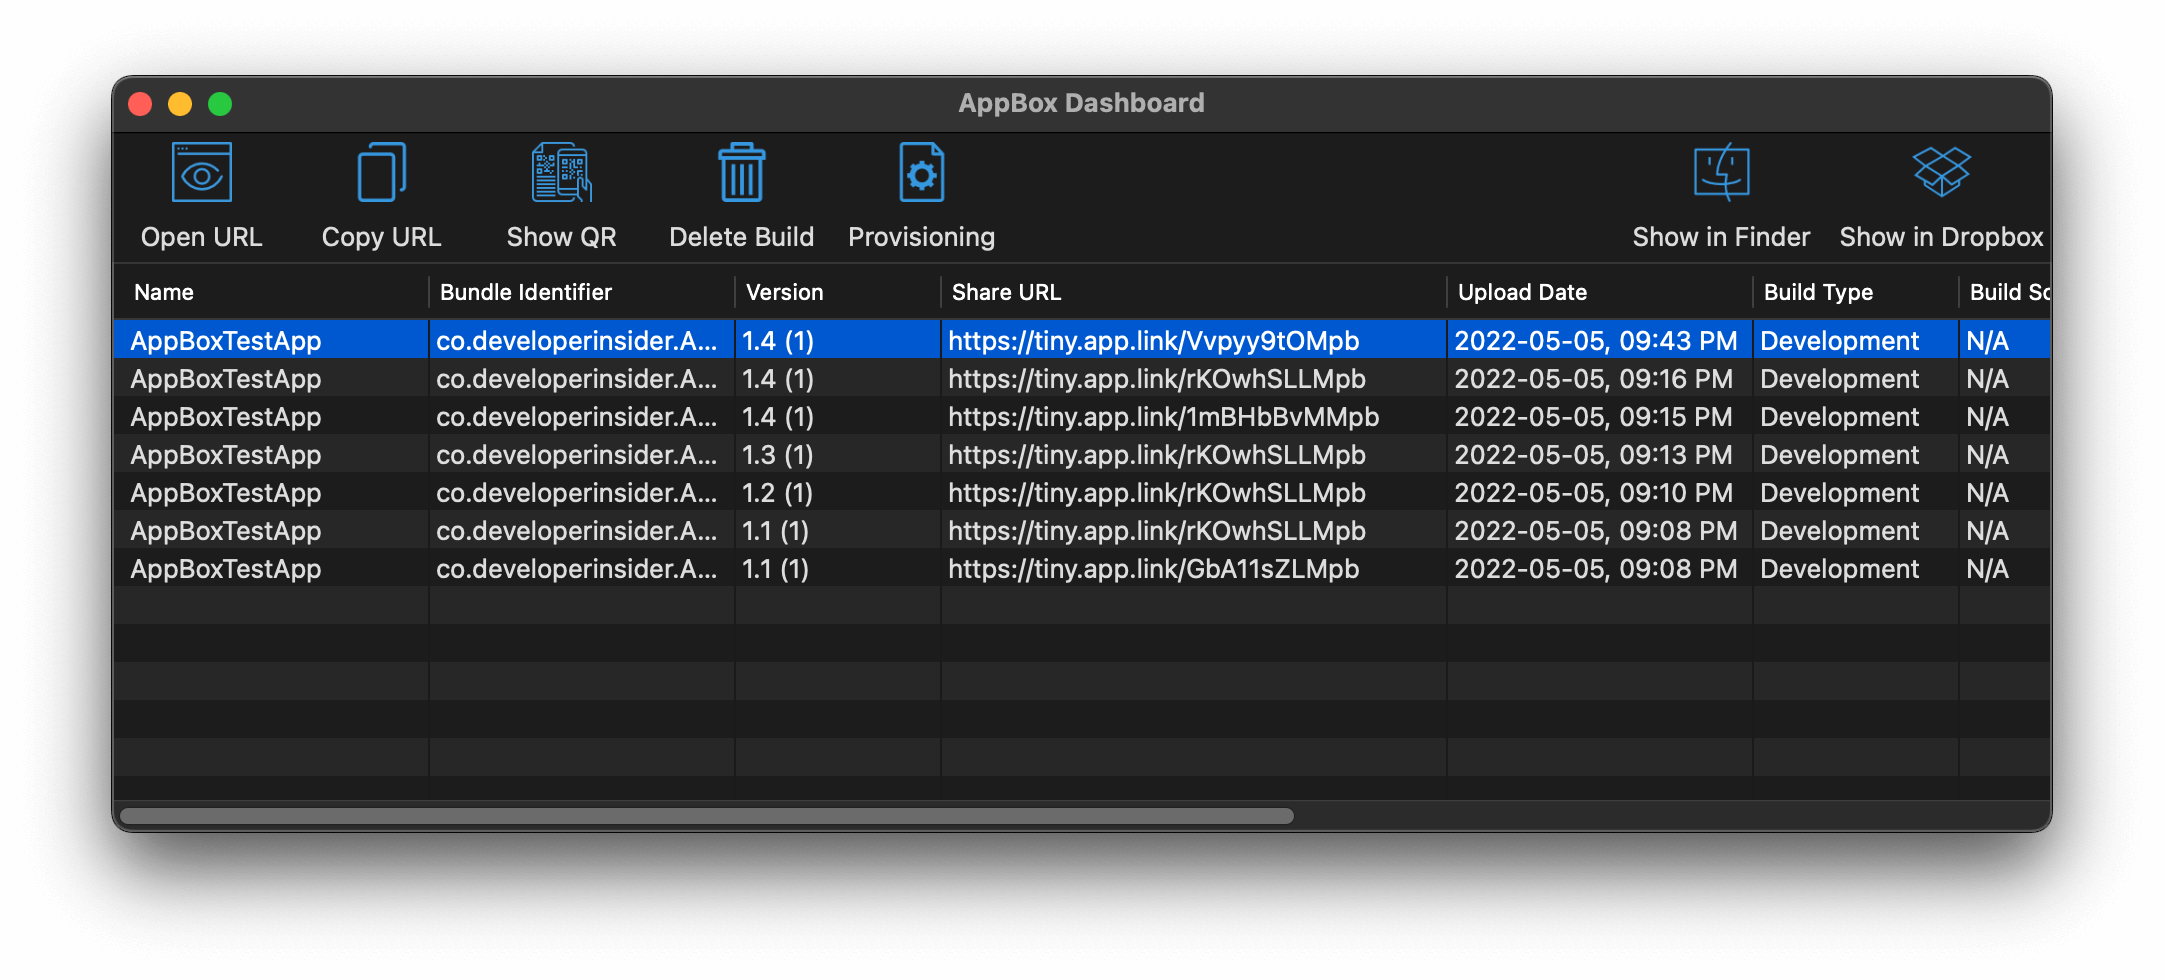 AppBox Dashboard
Open URL Copy URL Show QR Delete Build Provisioning Show in Finder Show in Dropbox
Name Bundle Identifier Version Share URL Upload Date Build Type Build Sc
AppBoxTestApp co.developerinsider.A... 1.4 (1) https://tiny.app.link/Vvpyy9tOMpb 2022-05-05, 09:43 PM Development N/A
AppBoxTestApp co.developerinsider.A... 1.4 (1) https://tiny.app.link/rKOwhSLLMpb 2022-05-05, 09:16 PM Development N/A
AppBoxTestApp co.developerinsider.A... 1.4 (1) https://tiny.app.link/1mBHbBvMMpb 2022-05-05, 09:15 PM Development N/A
AppBoxTestApp co.developerinsider.A... 1.3 (1) https://tiny.app.link/rKOwhSLLMpb 2022-05-05, 09:13 PM Development N/A
AppBoxTestApp co.developerinsider.A... 1.2 (1) https://tiny.app.link/rKOwhSLLMpb 2022-05-05, 09:10 PM Development N/A
AppBoxTestApp co.developerinsider.A... 1.1 (1) https://tiny.app.link/rKOwhSLLMpb 2022-05-05, 09:08 PM Development N/A
AppBoxTestApp co.developerinsider.A... 1.1 (1) https://tiny.app.link/GbA11sZLMpb 2022-05-05, 09:08 PM Development N/A